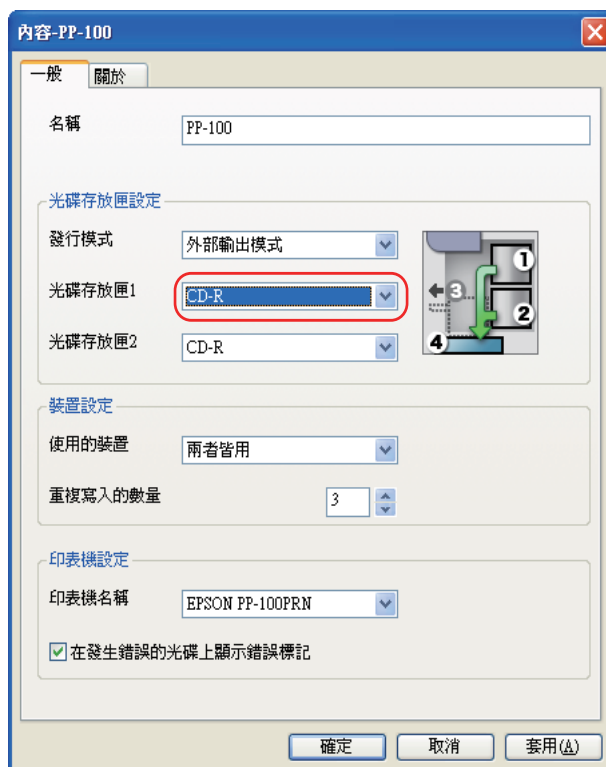 內容-PP-100
一般 關於
名稱 PP-100
光碟存放匣設定
發行模式 外部輸出模式
光碟存放匣1 CD-R
光碟存放匣2 CD-R
1
3
2
4
裝置設定
使用的裝置 兩者皆用
重複寫入的數量 3
印表機設定
印表機名稱 EPSON PP-100PRN
在發生錯誤的光碟上顯示錯誤標記
確定 取消 套用(A)